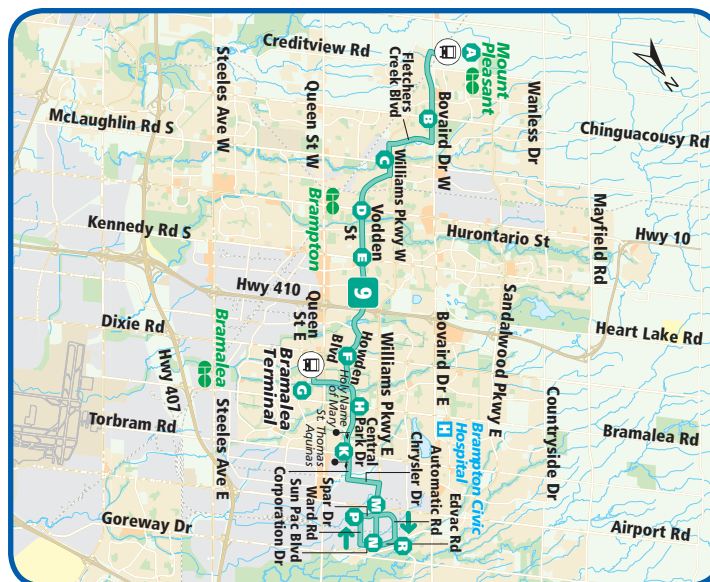 Creditview Rd
Steeles Ave W
Queen St W
Fletchers
Creek Blvd
A
Mount
Pleasant
Bovaird Dr W
Wanless Dr
N
McLaughlin Rd S
B
Chinguacousy Rd
C
Williams Pkwy W
Brampton
D
Vodden
St
E
Mayfield Rd
Kennedy Rd S
Hurontario St
Hwy 10
Hwy 410
9
Queen
St E
Sandalwood Pkwy E
Dixie Rd
Bramalea
Heart Lake Rd
Hwy 407
Steeles Ave E
Bramalea
Terminal
G
F
Howden
Blvd
Williams Pkwy E
Bovaird Dr E
Holy Name
of Mary
St. Thomas
Aquinas
H
Central
Park Dr
H
Brampton Civic
Hospital
Countryside Dr
Torbram Rd
Bramalea Rd
K
Chrysler Dr
Automatic Rd
Edvac Rd
Spar Dr
Ward Rd
Sun Pac Blvd
Corporation Dr
M
P
N
R
Goreway Dr
Airport Rd